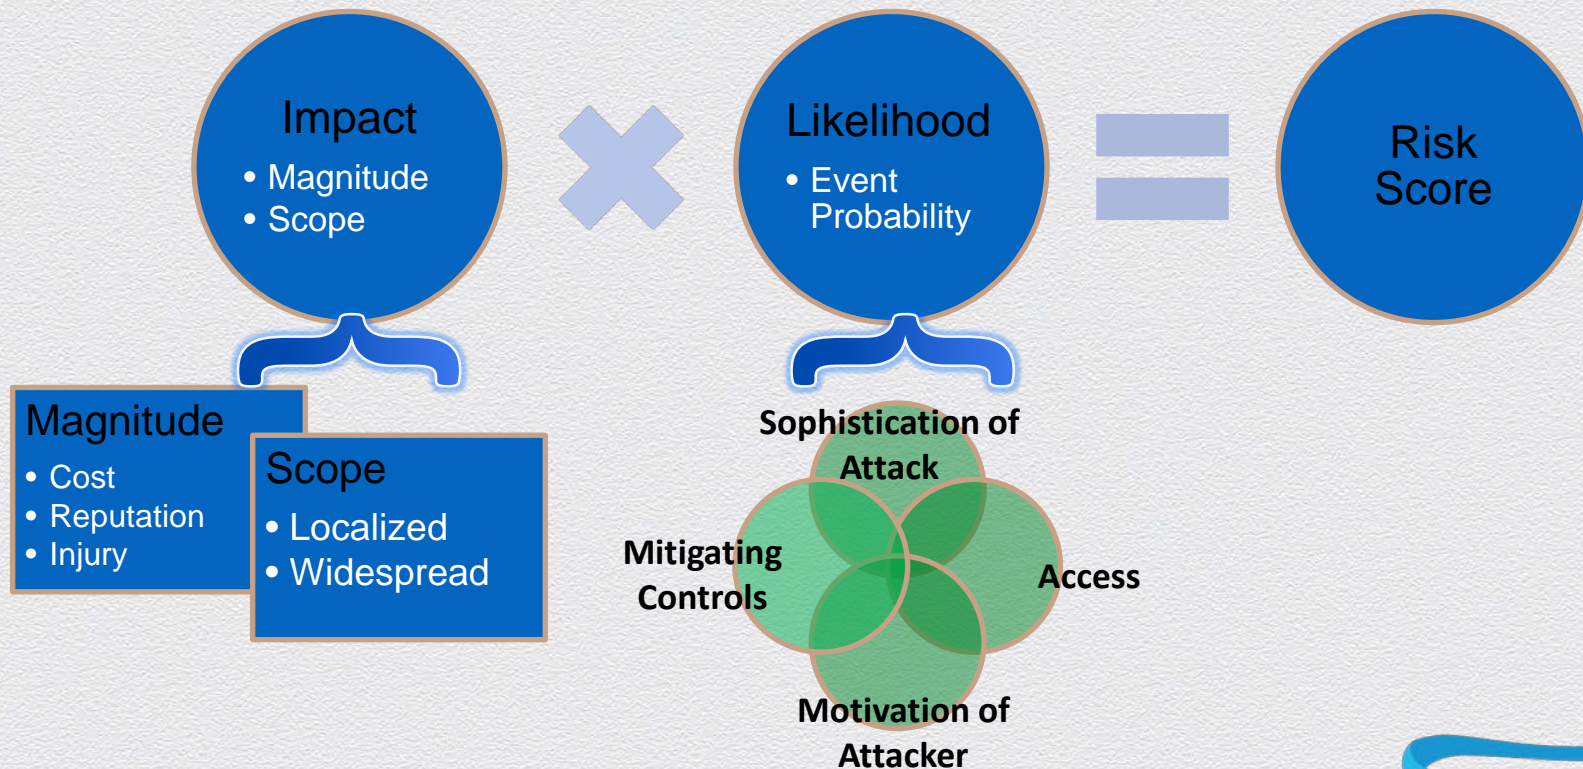 Impact
• Magnitude
• Scope
Likelihood
• Event
Probability
Risk
Score
Magnitude
• Cost
• Reputation
• Injury
Scope
• Localized
• Widespread
Sophistication of
Attack
Mitigating
Controls
Access
Motivation of
Attacker